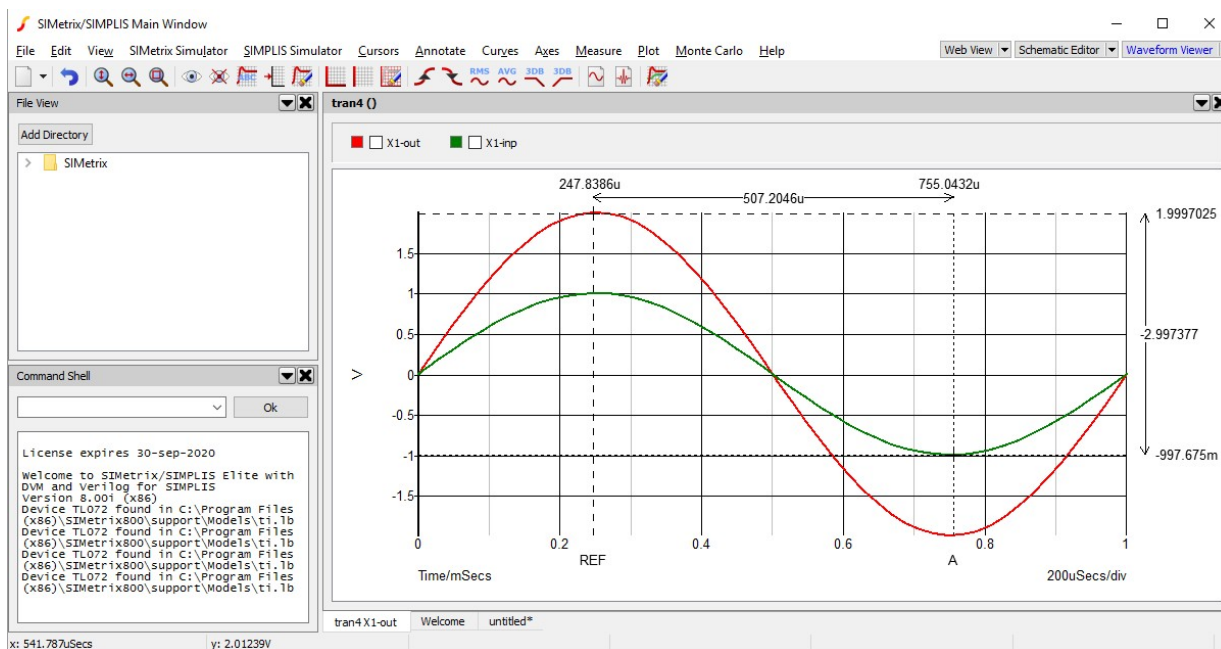 SIMetrix/SIMPLIS Main Window
File Edit View SIMetrix Simulator SIMPLIS Simulator Cursors Annotate Curves Axes Measure Plot Monte Carlo Help
Web View Schematic Editor Waveform Viewer
ABC RMS AVG 3DB 3DB
File View
Add Directory
SIMetrix
Command Shell
Ok
License expires 30-sep-2020
Welcome to SIMetrix/SIMPLIS Elite with
DVM and Verilog for SIMPLIS
Version 8.00i (x86)
Device TL072 found in C:\Program Files
(x86)\SIMetrix800\support\Models\ti.lb
Device TL072 found in C:\Program Files
(x86)\SIMetrix800\support\Models\ti.lb
Device TL072 found in C:\Program Files
(x86)\SIMetrix800\support\Models\ti.lb
Device TL072 found in C:\Program Files
(x86)\SIMetrix800\support\Models\ti.lb
tran4 ()
X1-out X1-inp
247.8386u 755.0432u
507.2046u
1.9997025
1.5
1
0.5
-2.997377
V
0
-0.5
-1
-997.675m
-1.5
0 0.2 0.4 0.6 0.8 1
REF A
Time/mSecs 200uSecs/div
tran4 X1-out Welcome untitled*
x: 541.787uSecs y: 2.01239V